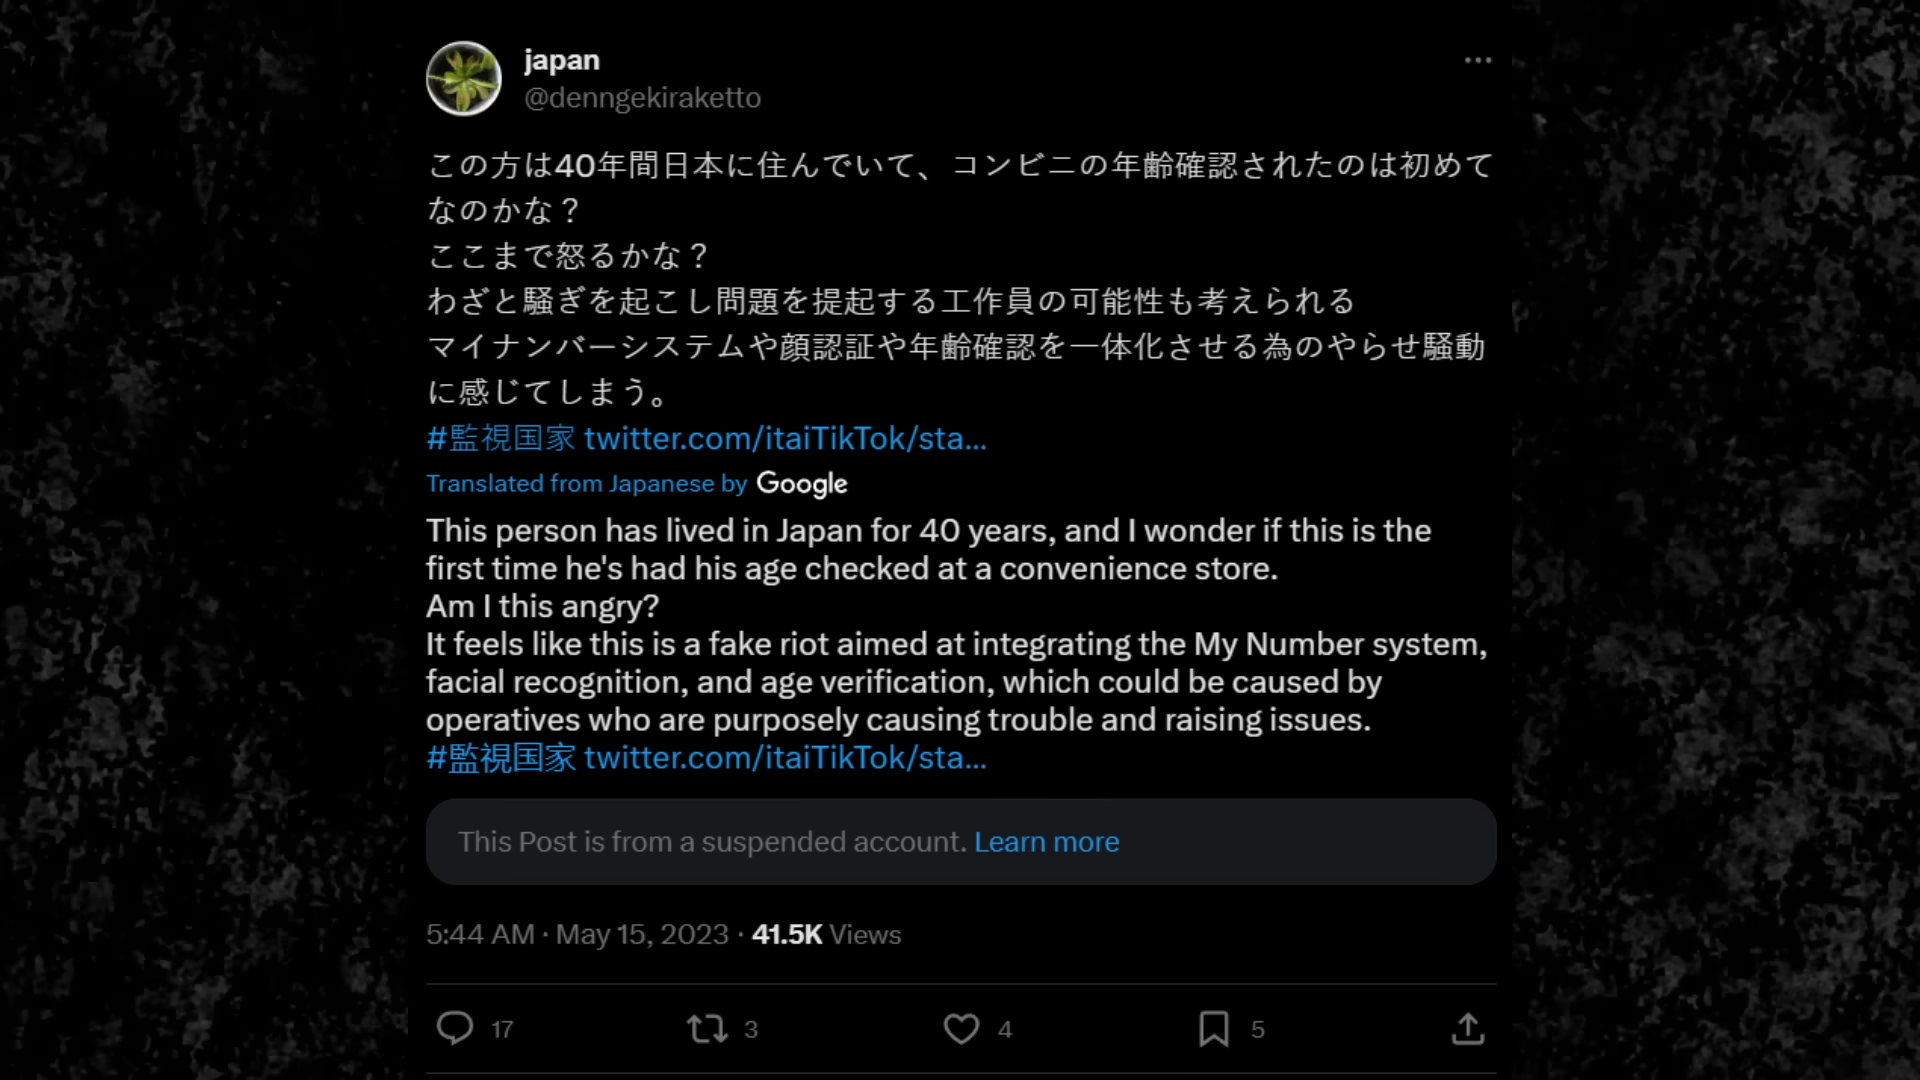 japan
@denngekiraketto
この方は40年間日本に住んでいて、コンビニの年齢確認されたのは初めて
なのかな？
ここまで怒るかな？
わざと騒ぎを起こし問題を提起する工作員の可能性も考えられる
マイナンバーシステムや顔認証や年齢確認を一体化させる為のやらせ騒動
に感じてしまう。
#監視国家 twitter.com/itaiTikTok/sta...
Translated from Japanese by Google
This person has lived in Japan for 40 years, and I wonder if this is the
first time he's had his age checked at a convenience store.
Am I this angry?
It feels like this is a fake riot aimed at integrating the My Number system,
facial recognition, and age verification, which could be caused by
operatives who are purposely causing trouble and raising issues.
#監視国家 twitter.com/itaiTikTok/sta...
This Post is from a suspended account. Learn more
5:44 AM · May 15, 2023 · 41.5K Views
17 3 4 5